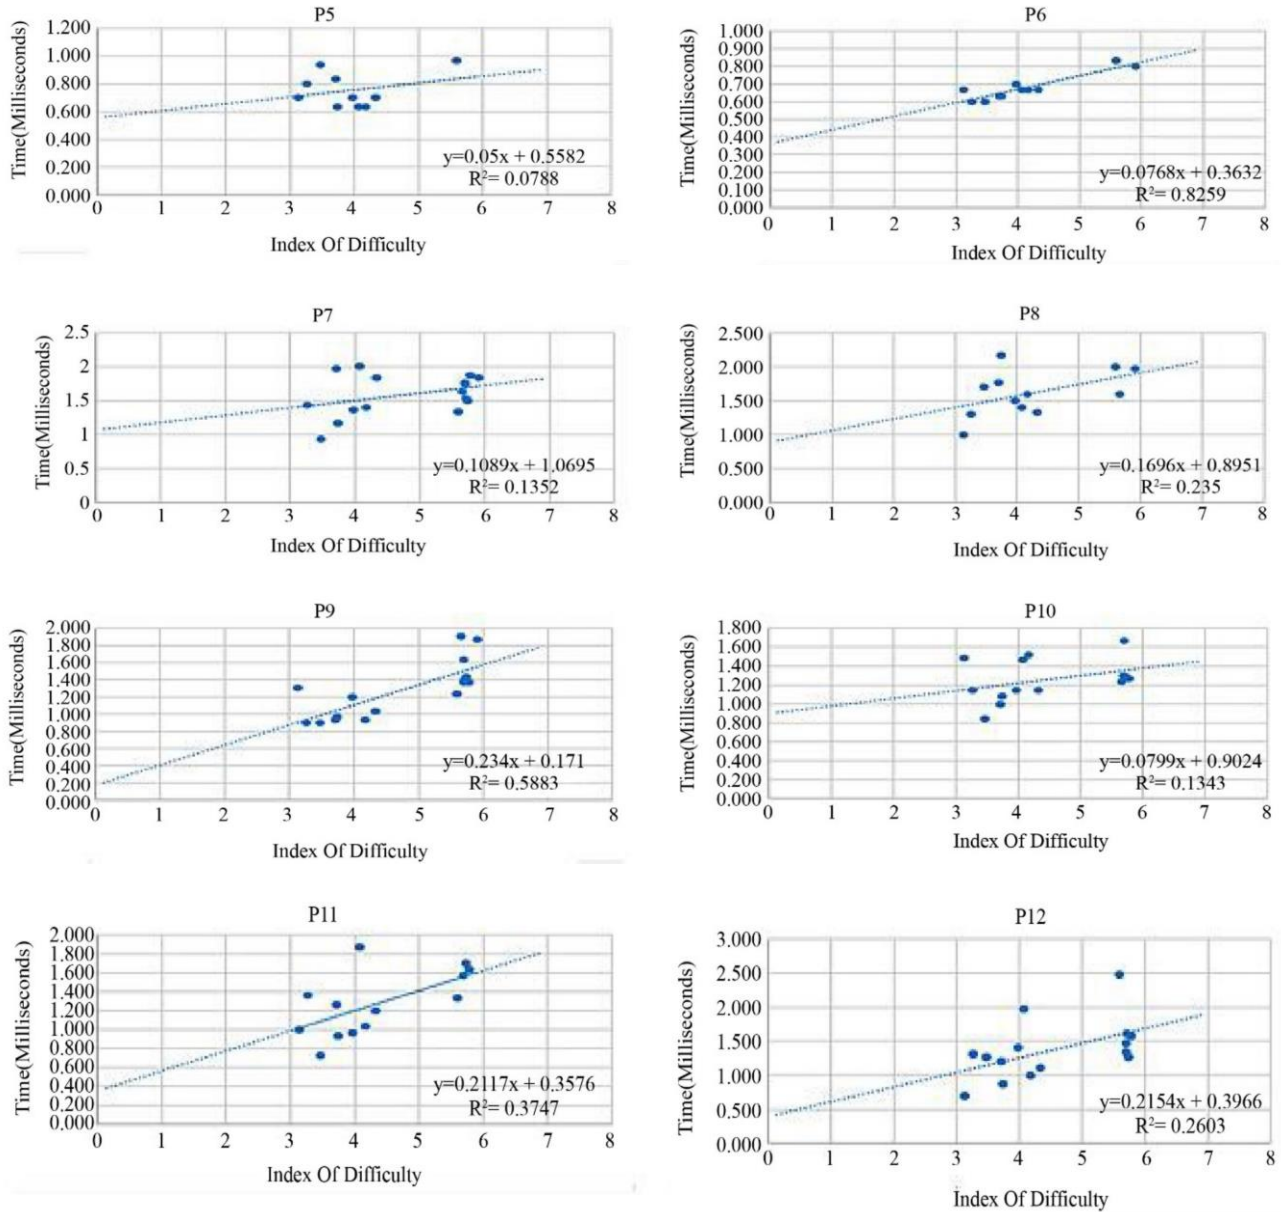 P5
Time(Milliseconds)
1.200
1.000
0.800
0.600
0.400
0.200
0.000
y=0.05x + 0.5582
R²= 0.0788
0 1 2 3 4 5 6 7 8
Index Of Difficulty
P6
Time(Milliseconds)
1.000
0.900
0.800
0.700
0.600
0.500
0.400
0.300
0.200
0.100
0.000
y=0.0768x + 0.3632
R²= 0.8259
0 1 2 3 4 5 6 7 8
Index Of Difficulty
P7
Time(Milliseconds)
2.5
2
1.5
1
0.5
0
y=0.1089x + 1.0695
R²= 0.1352
0 1 2 3 4 5 6 7 8
Index Of Difficulty
P8
Time(Milliseconds)
2.500
2.000
1.500
1.000
0.500
0.000
y=0.1696x + 0.8951
R²= 0.235
0 1 2 3 4 5 6 7 8
Index Of Difficulty
P9
Time(Milliseconds)
2.000
1.800
1.600
1.400
1.200
1.000
0.800
0.600
0.400
0.200
0.000
y=0.234x + 0.171
R²= 0.5883
0 1 2 3 4 5 6 7 8
Index Of Difficulty
P10
Time(Milliseconds)
1.800
1.600
1.400
1.200
1.000
0.800
0.600
0.400
0.200
0.000
y=0.0799x + 0.9024
R²= 0.1343
0 1 2 3 4 5 6 7 8
Index Of Difficulty
P11
Time(Milliseconds)
2.000
1.800
1.600
1.400
1.200
1.000
0.800
0.600
0.400
0.200
0.000
y=0.2117x + 0.3576
R²= 0.3747
0 1 2 3 4 5 6 7 8
Index Of Difficulty
P12
Time(Milliseconds)
3.000
2.500
2.000
1.500
1.000
0.500
0.000
y=0.2154x + 0.3966
R²= 0.2603
0 1 2 3 4 5 6 7 8
Index Of Difficulty